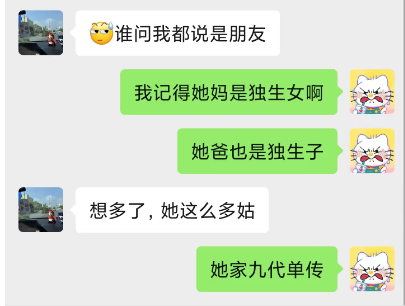 谁问我都说是朋友
我记得她妈是独生女啊
她爸也是独生子
想多了，她这么多姑
她家九代单传